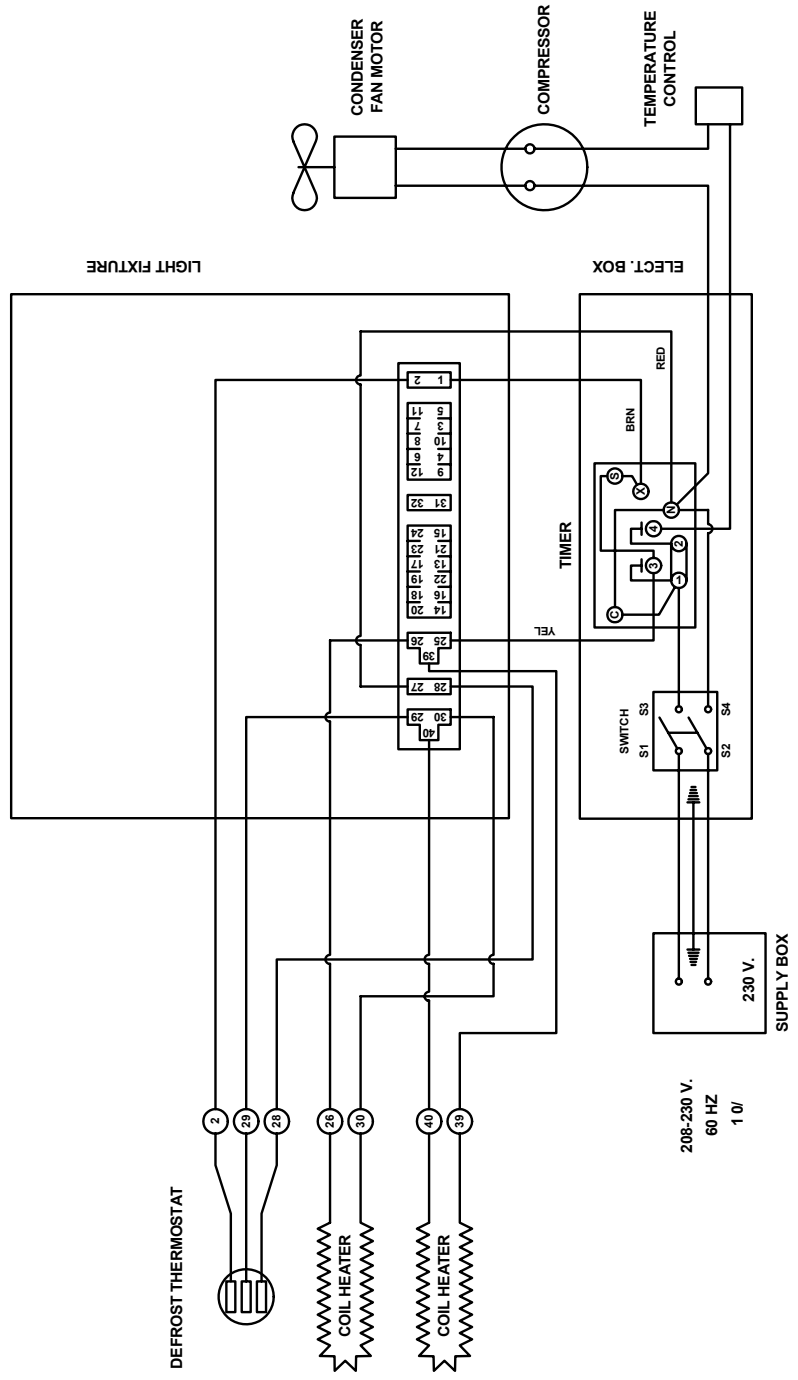 CONDENSER
FAN MOTOR
COMPRESSOR
TEMPERATURE
CONTROL
LIGHT FIXTURE
ELECT. BOX
2 1
11 5
7 3
8 10
6 4
12 9
32 31
24 15
23 21
17 13
19 22
18 16
20 14
26 25
39
27 28
29 30
40
RED
BRN
YEL
TIMER
S
X
N
4
2
3
1
C
SWITCH
S3
S1
S4
S2
DEFROST THERMOSTAT
2
29
28
26
30
40
39
COIL HEATER
COIL HEATER
230 V.
SUPPLY BOX
208-230 V.
60 HZ
1 0/